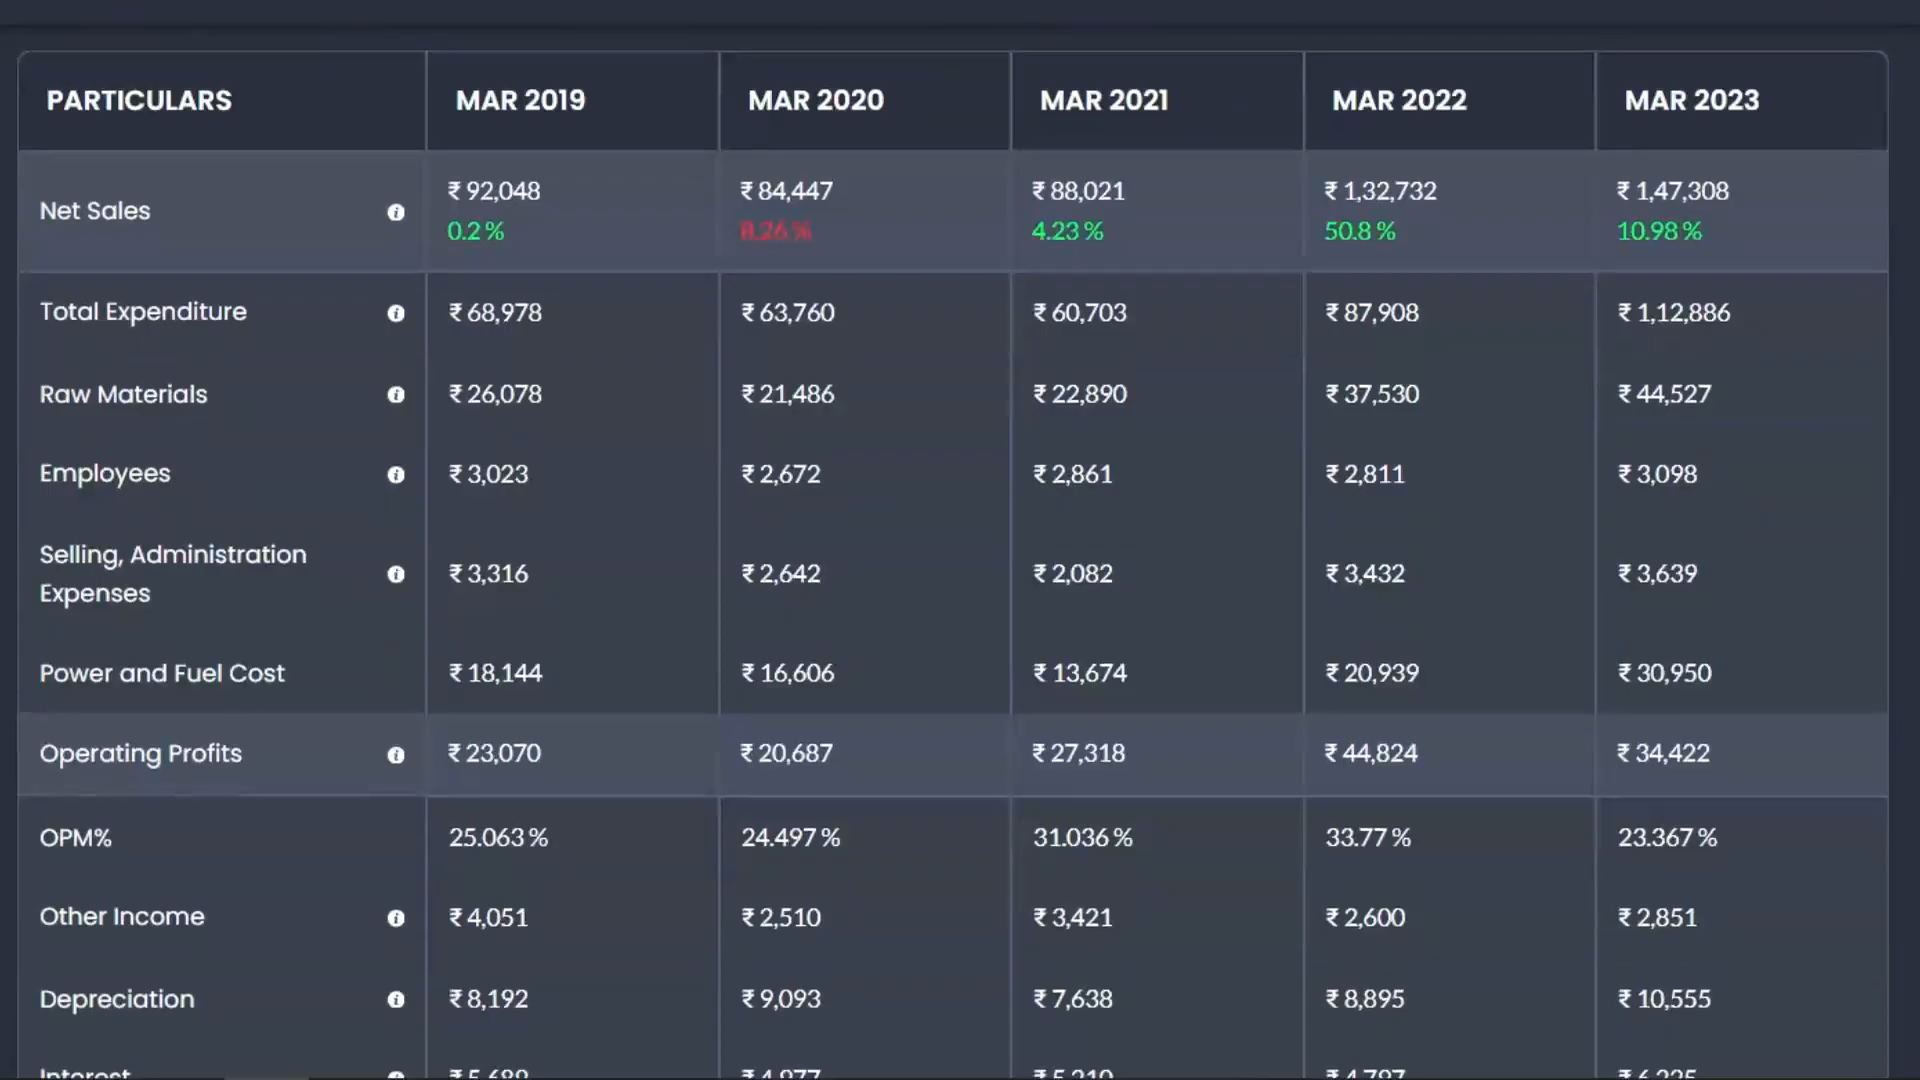 PARTICULARS MAR 2019 MAR 2020 MAR 2021 MAR 2022 MAR 2023
Net Sales ₹ 92,048 ₹ 84,447 ₹ 88,021 ₹ 1,32,732 ₹ 1,47,308
0.2 % 8.26 % 4.23 % 50.8 % 10.98 %
Total Expenditure ₹ 68,978 ₹ 63,760 ₹ 60,703 ₹ 87,908 ₹ 1,12,886
Raw Materials ₹ 26,078 ₹ 21,486 ₹ 22,890 ₹ 37,530 ₹ 44,527
Employees ₹ 3,023 ₹ 2,672 ₹ 2,861 ₹ 2,811 ₹ 3,098
Selling, Administration
Expenses ₹ 3,316 ₹ 2,642 ₹ 2,082 ₹ 3,432 ₹ 3,639
Power and Fuel Cost ₹ 18,144 ₹ 16,606 ₹ 13,674 ₹ 20,939 ₹ 30,950
Operating Profits ₹ 23,070 ₹ 20,687 ₹ 27,318 ₹ 44,824 ₹ 34,422
OPM% 25.063 % 24.497 % 31.036 % 33.77 % 23.367 %
Other Income ₹ 4,051 ₹ 2,510 ₹ 3,421 ₹ 2,600 ₹ 2,851
Depreciation ₹ 8,192 ₹ 9,093 ₹ 7,638 ₹ 8,895 ₹ 10,555
Interest